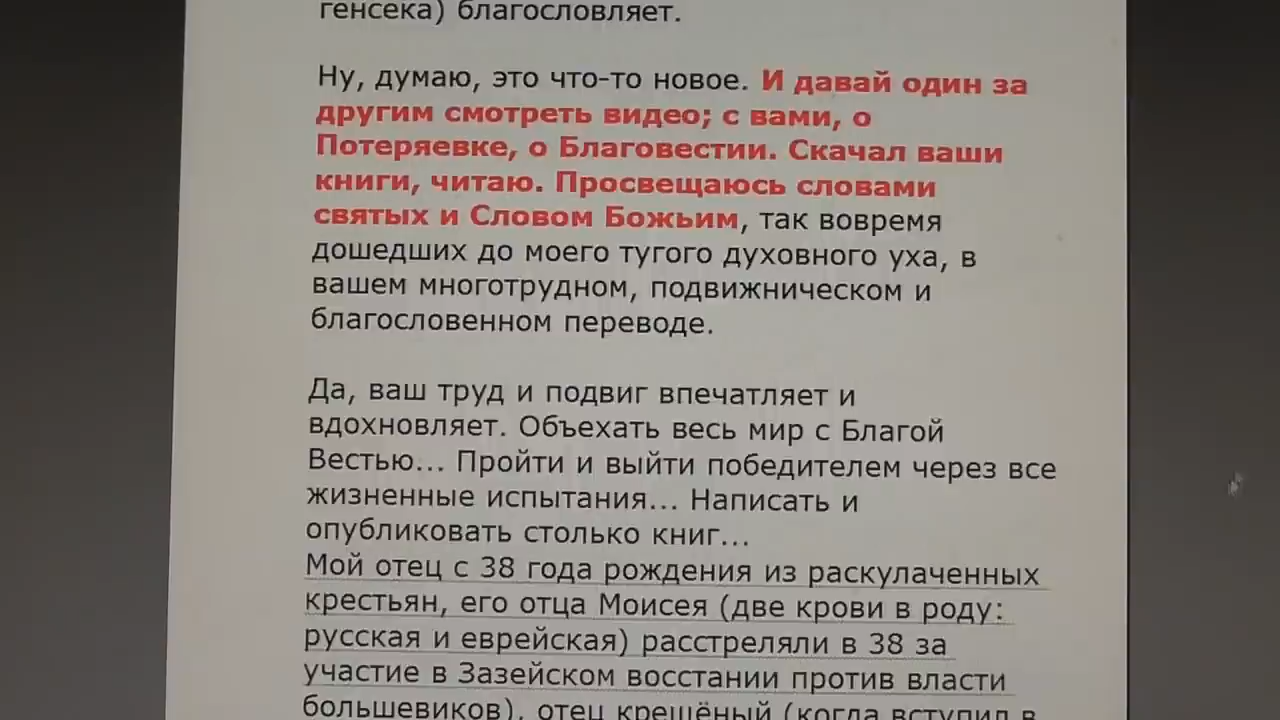 генсека) благословляет.
Ну, думаю, это что-то новое. И давай один за
другим смотреть видео; с вами, о
Потеряевке, о Благовестии. Скачал ваши
книги, читаю. Просвещаюсь словами
святых и Словом Божьим, так вовремя
дошедших до моего тугого духовного уха, в
вашем многотрудном, подвижническом и
благословенном переводе.
Да, ваш труд и подвиг впечатляет и
вдохновляет. Объехать весь мир с Благой
Вестью... Пройти и выйти победителем через все
жизненные испытания... Написать и
опубликовать столько книг...
Мой отец с 38 года рождения из раскулаченных
крестьян, его отца Моисея (две крови в роду:
русская и еврейская) расстреляли в 38 за
участие в Зазейском восстании против власти
большевиков), отец крещёный (когда вступил в